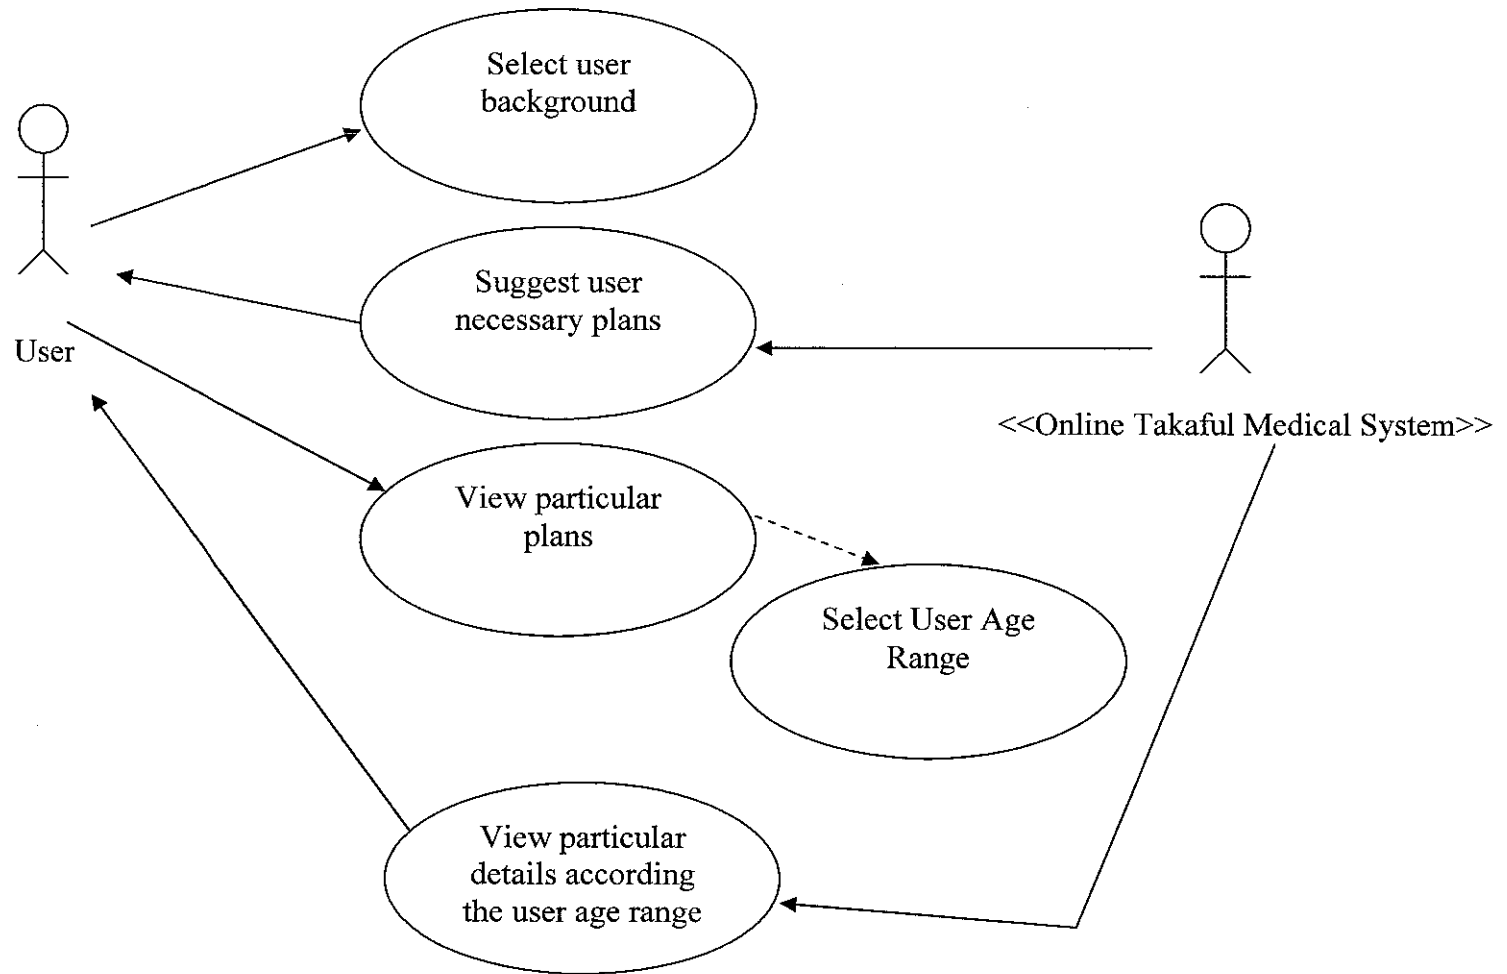 Select user
background
Suggest user
necessary plans
User
<<Online Takaful Medical System>>
View particular
plans
Select User Age
Range
View particular
details according
the user age range